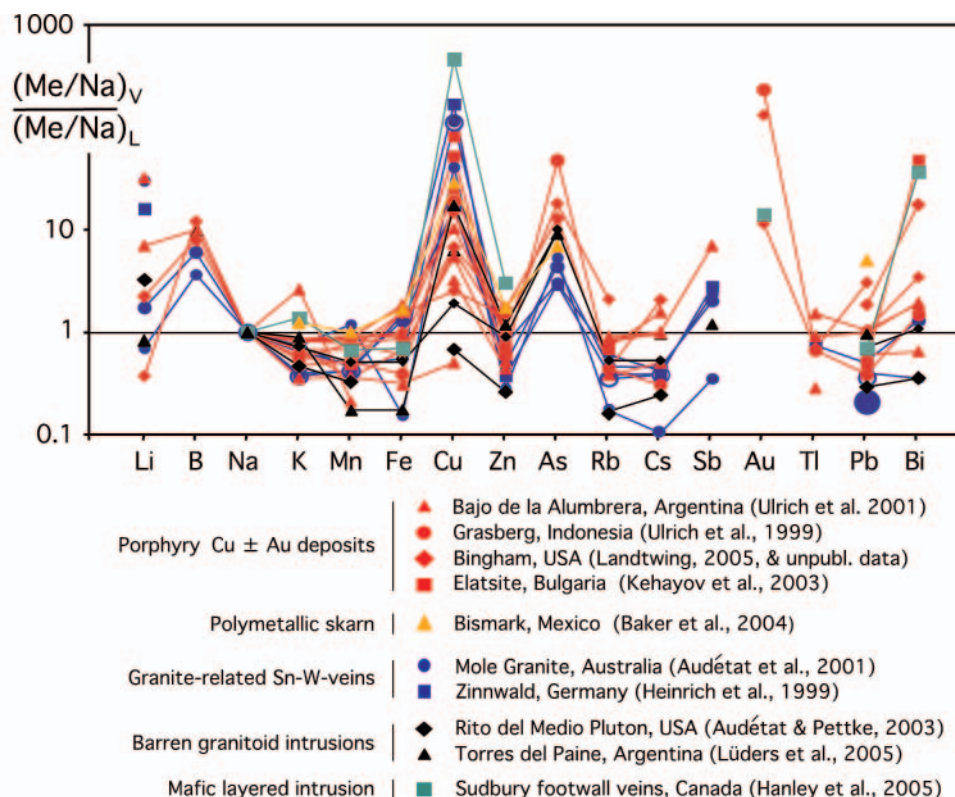 1000
(Me/Na)V
(Me/Na)L
10
1
0.1
Li B Na K Mn Fe Cu Zn As Rb Cs Sb Au Tl Pb Bi
Porphyry Cu ± Au deposits
Bajo de la Alumbrera, Argentina (Ulrich et al. 2001)
Grasberg, Indonesia (Ulrich et al., 1999)
Bingham, USA (Landtwing, 2005, & unpubl. data)
Elatsite, Bulgaria (Kehayov et al., 2003)
Polymetallic skarn
Bismark, Mexico (Baker et al., 2004)
Granite-related Sn-W-veins
Mole Granite, Australia (Audétat et al., 2001)
Zinnwald, Germany (Heinrich et al., 1999)
Barren granitoid intrusions
Rito del Medio Pluton, USA (Audétat & Pettke, 2003)
Torres del Paine, Argentina (Lüders et al., 2005)
Mafic layered intrusion
Sudbury footwall veins, Canada (Hanley et al., 2005)